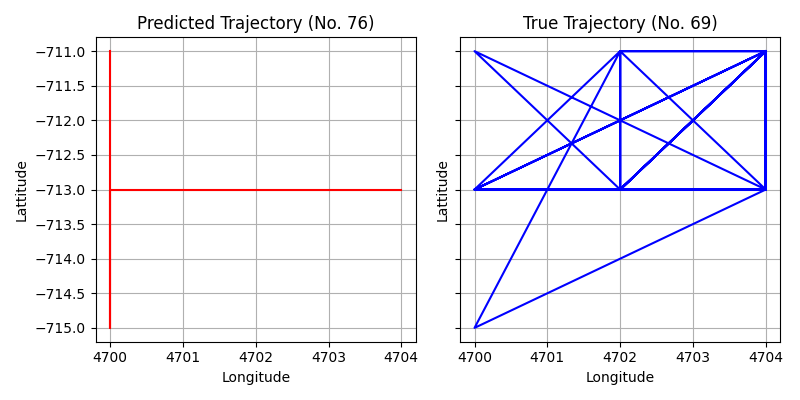 Predicted Trajectory (No. 76)
True Trajectory (No. 69)
−711.0
−711.5
−712.0
−712.5
−713.0
−713.5
−714.0
−714.5
−715.0
Lattitude
Lattitude
4700 4701 4702 4703 4704
4700 4701 4702 4703 4704
Longitude
Longitude